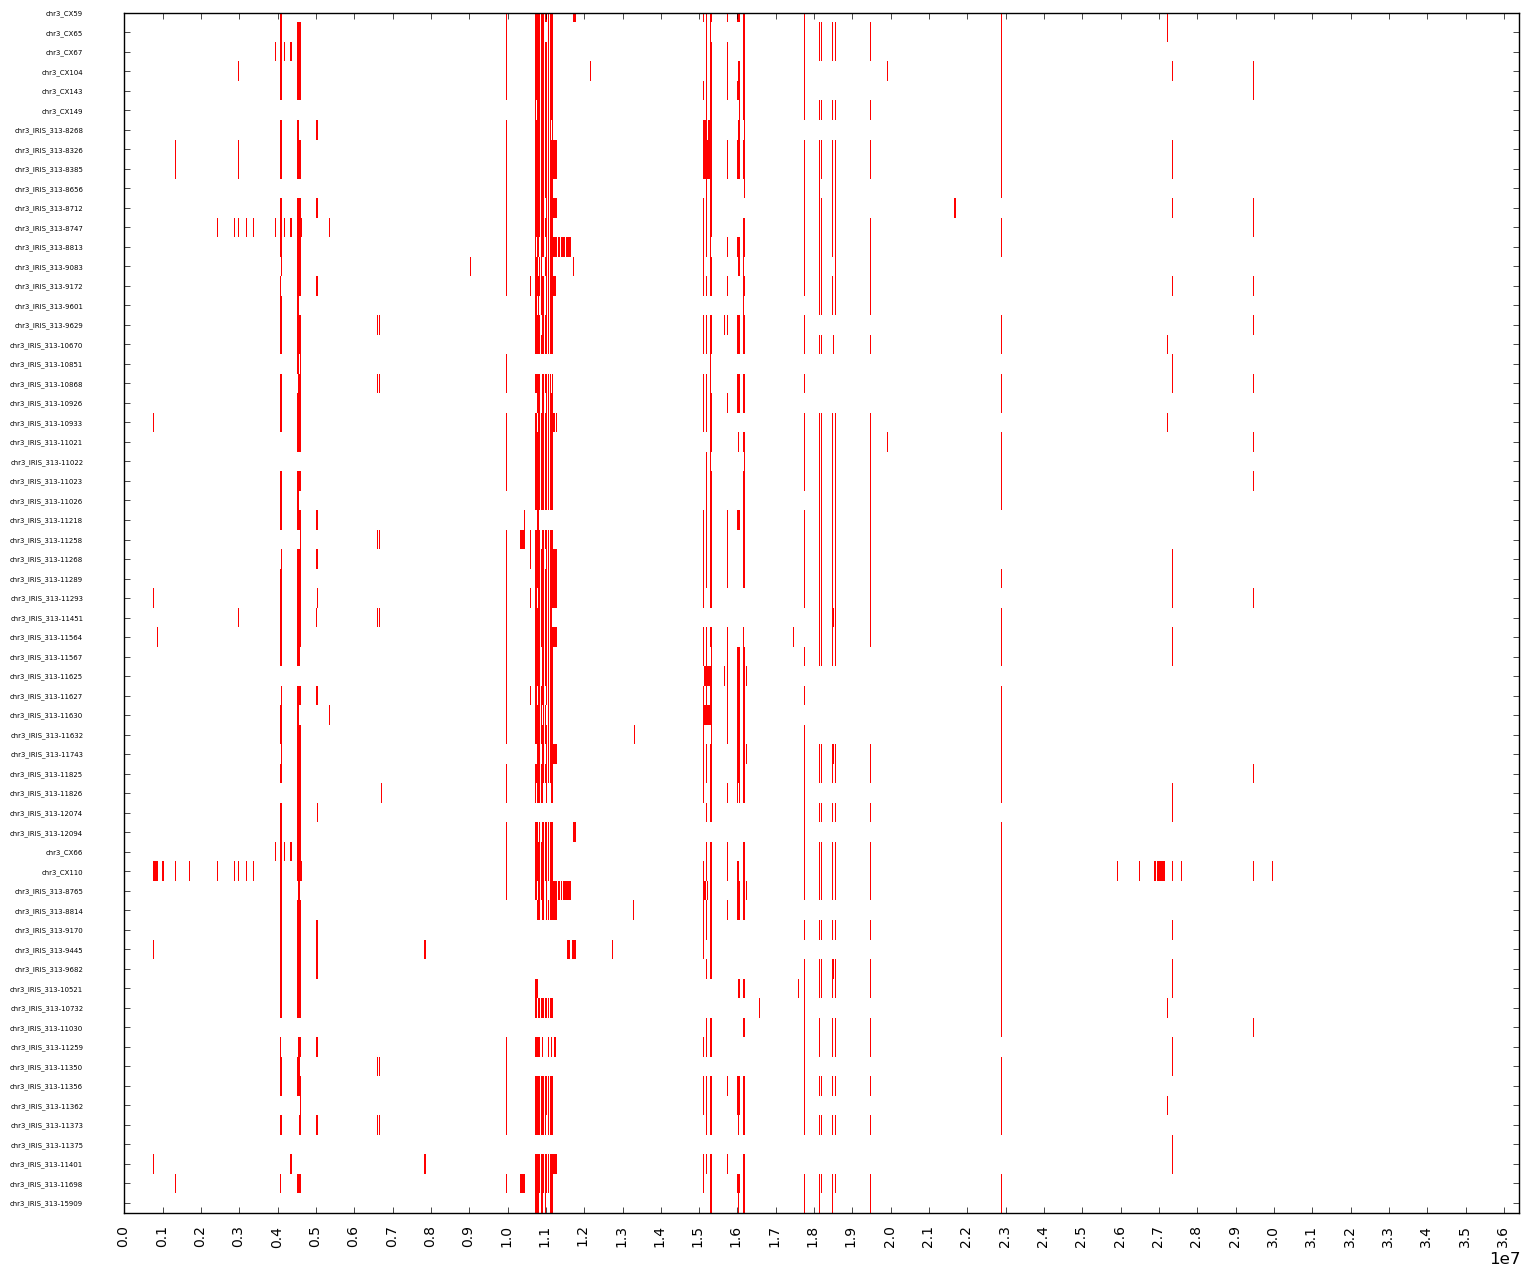 chr3_CX59
chr3_CX65
chr3_CX67
chr3_CX104
chr3_CX143
chr3_CX149
chr3_IRIS_313-8268
chr3_IRIS_313-8326
chr3_IRIS_313-8385
chr3_IRIS_313-8656
chr3_IRIS_313-8712
chr3_IRIS_313-8747
chr3_IRIS_313-8813
chr3_IRIS_313-9083
chr3_IRIS_313-9172
chr3_IRIS_313-9601
chr3_IRIS_313-9629
chr3_IRIS_313-10670
chr3_IRIS_313-10851
chr3_IRIS_313-10868
chr3_IRIS_313-10926
chr3_IRIS_313-10933
chr3_IRIS_313-11021
chr3_IRIS_313-11022
chr3_IRIS_313-11023
chr3_IRIS_313-11026
chr3_IRIS_313-11218
chr3_IRIS_313-11258
chr3_IRIS_313-11268
chr3_IRIS_313-11289
chr3_IRIS_313-11293
chr3_IRIS_313-11451
chr3_IRIS_313-11564
chr3_IRIS_313-11567
chr3_IRIS_313-11625
chr3_IRIS_313-11627
chr3_IRIS_313-11630
chr3_IRIS_313-11632
chr3_IRIS_313-11743
chr3_IRIS_313-11825
chr3_IRIS_313-11826
chr3_IRIS_313-12074
chr3_IRIS_313-12094
chr3_CX66
chr3_CX110
chr3_IRIS_313-8765
chr3_IRIS_313-8814
chr3_IRIS_313-9170
chr3_IRIS_313-9445
chr3_IRIS_313-9682
chr3_IRIS_313-10521
chr3_IRIS_313-10732
chr3_IRIS_313-11030
chr3_IRIS_313-11259
chr3_IRIS_313-11350
chr3_IRIS_313-11356
chr3_IRIS_313-11362
chr3_IRIS_313-11373
chr3_IRIS_313-11375
chr3_IRIS_313-11401
chr3_IRIS_313-11698
chr3_IRIS_313-15909
0.0 0.1 0.2 0.3 0.4 0.5 0.6 0.7 0.8 0.9 1.0 1.1 1.2 1.3 1.4 1.5 1.6 1.7 1.8 1.9 2.0 2.1 2.2 2.3 2.4 2.5 2.6 2.7 2.8 2.9 3.0 3.1 3.2 3.3 3.4 3.5 3.6
1e7